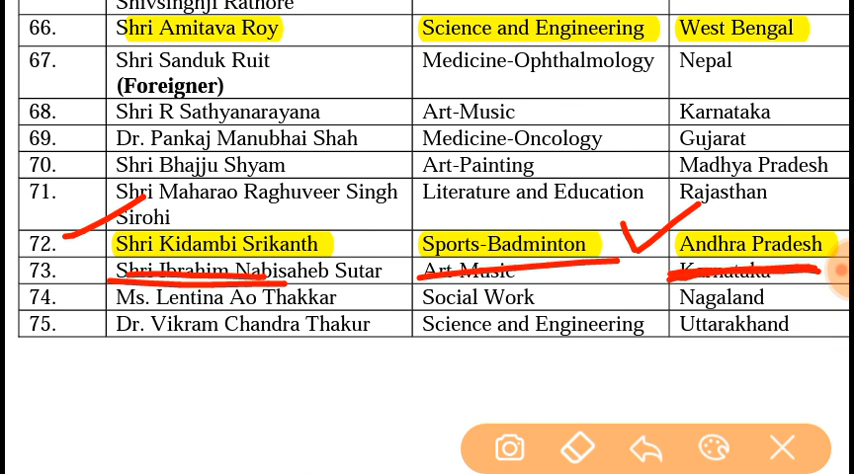 Shivsinghji Rathore
66. Shri Amitava Roy Science and Engineering West Bengal
67. Shri Sanduk Ruit Medicine-Ophthalmology Nepal
(Foreigner)
68. Shri R Sathyanarayana Art-Music Karnataka
69. Dr. Pankaj Manubhai Shah Medicine-Oncology Gujarat
70. Shri Bhajju Shyam Art-Painting Madhya Pradesh
71. Shri Maharao Raghuveer Singh Literature and Education Rajasthan
Sirohi
72. Shri Kidambi Srikanth Sports-Badminton Andhra Pradesh
73. Shri Ibrahim Nabisaheb Sutar Art-Music Karnataka
74. Ms. Lentina Ao Thakkar Social Work Nagaland
75. Dr. Vikram Chandra Thakur Science and Engineering Uttarakhand